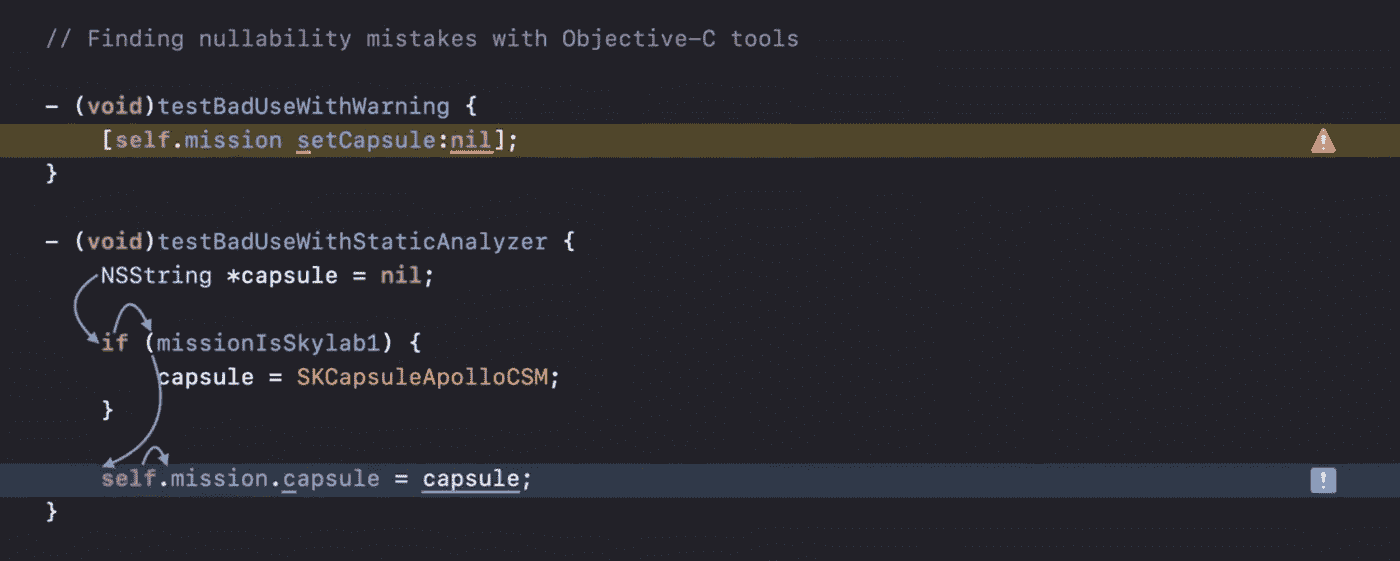 // Finding nullability mistakes with Objective-C tools
- (void)testBadUseWithWarning {
[self.mission setCapsule:nil];
}
- (void)testBadUseWithStaticAnalyzer {
NSString *capsule = nil;
if (missionIsSkylab1) {
capsule = SKCapsuleApolloCSM;
}
self.mission.capsule = capsule;
}